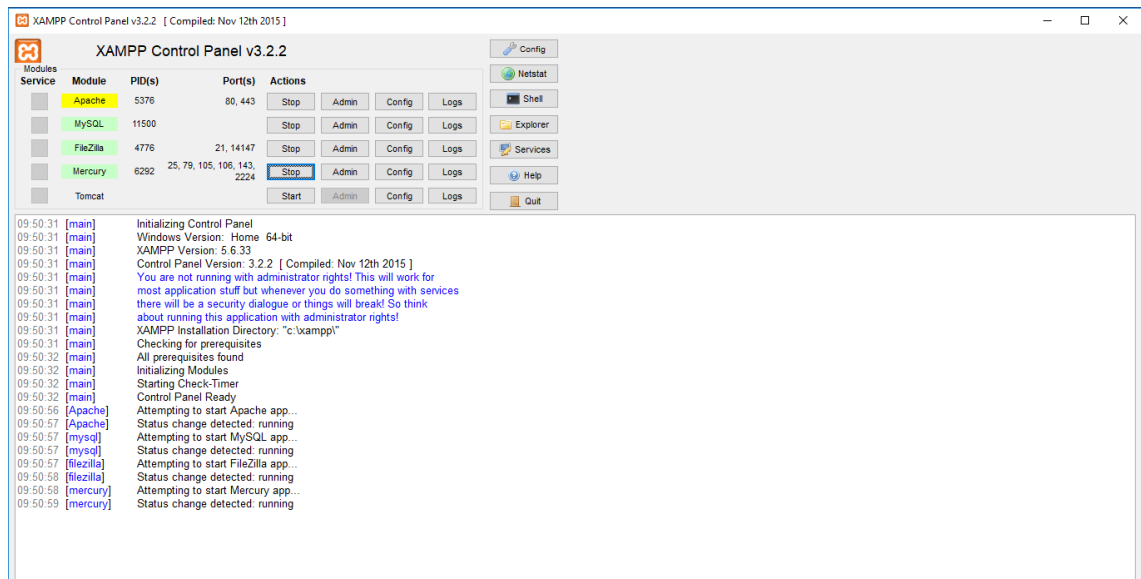 XAMPP Control Panel v3.2.2 [ Compiled: Nov 12th 2015 ]
XAMPP Control Panel v3.2.2
Config
Modules
Service Module PID(s) Port(s) Actions
Netstat
Apache 5376 80, 443 Stop Admin Config Logs
Shell
MySQL 11500 Stop Admin Config Logs
Explorer
FileZilla 4776 21, 14147 Stop Admin Config Logs
Services
Mercury 6292 25, 79, 105, 106, 143,
2224 Stop Admin Config Logs
Help
Tomcat Start Admin Config Logs
Quit
09:50:31 [main] Initializing Control Panel
09:50:31 [main] Windows Version: Home 64-bit
09:50:31 [main] XAMPP Version: 5.6.33
09:50:31 [main] Control Panel Version: 3.2.2 [ Compiled: Nov 12th 2015 ]
09:50:31 [main] You are not running with administrator rights! This will work for
09:50:31 [main] most application stuff but whenever you do something with services
09:50:31 [main] there will be a security dialogue or things will break! So think
09:50:31 [main] about running this application with administrator rights!
09:50:31 [main] XAMPP Installation Directory: "c:\xampp\"
09:50:31 [main] Checking for prerequisites
09:50:32 [main] All prerequisites found
09:50:32 [main] Initializing Modules
09:50:32 [main] Starting Check-Timer
09:50:32 [main] Control Panel Ready
09:50:56 [Apache] Attempting to start Apache app...
09:50:57 [Apache] Status change detected: running
09:50:57 [mysql] Attempting to start MySQL app...
09:50:57 [mysql] Status change detected: running
09:50:57 [filezilla] Attempting to start FileZilla app...
09:50:58 [filezilla] Status change detected: running
09:50:58 [mercury] Attempting to start Mercury app...
09:50:59 [mercury] Status change detected: running